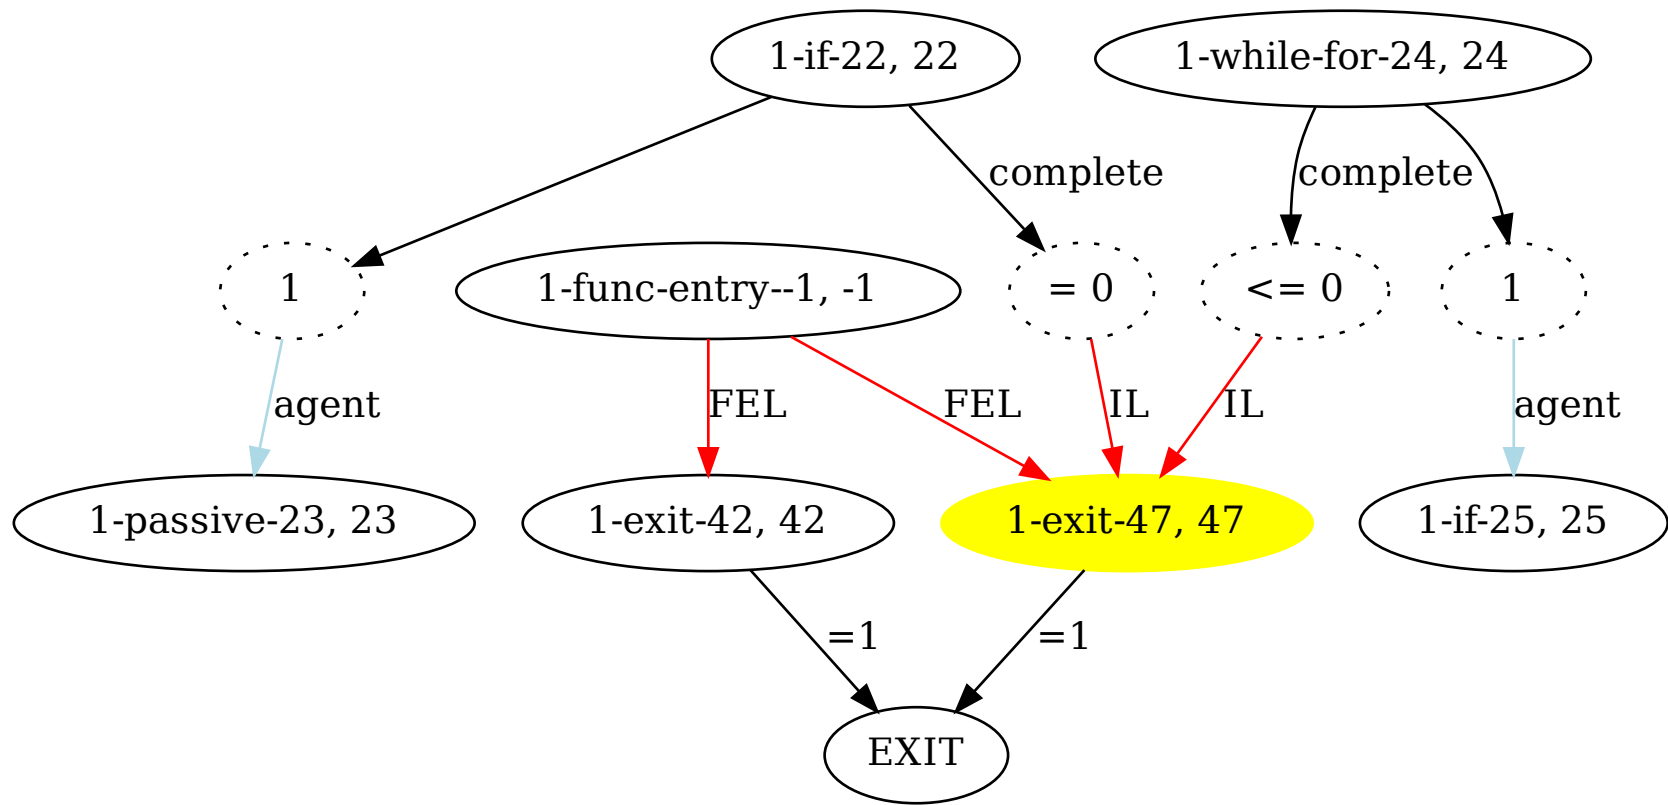 1-if-22, 22
1-while-for-24, 24
complete
complete
1
1-func-entry--1, -1
= 0
<= 0
1
agent
FEL
FEL
IL
IL
agent
1-passive-23, 23
1-exit-42, 42
1-exit-47, 47
1-if-25, 25
=1
=1
EXIT